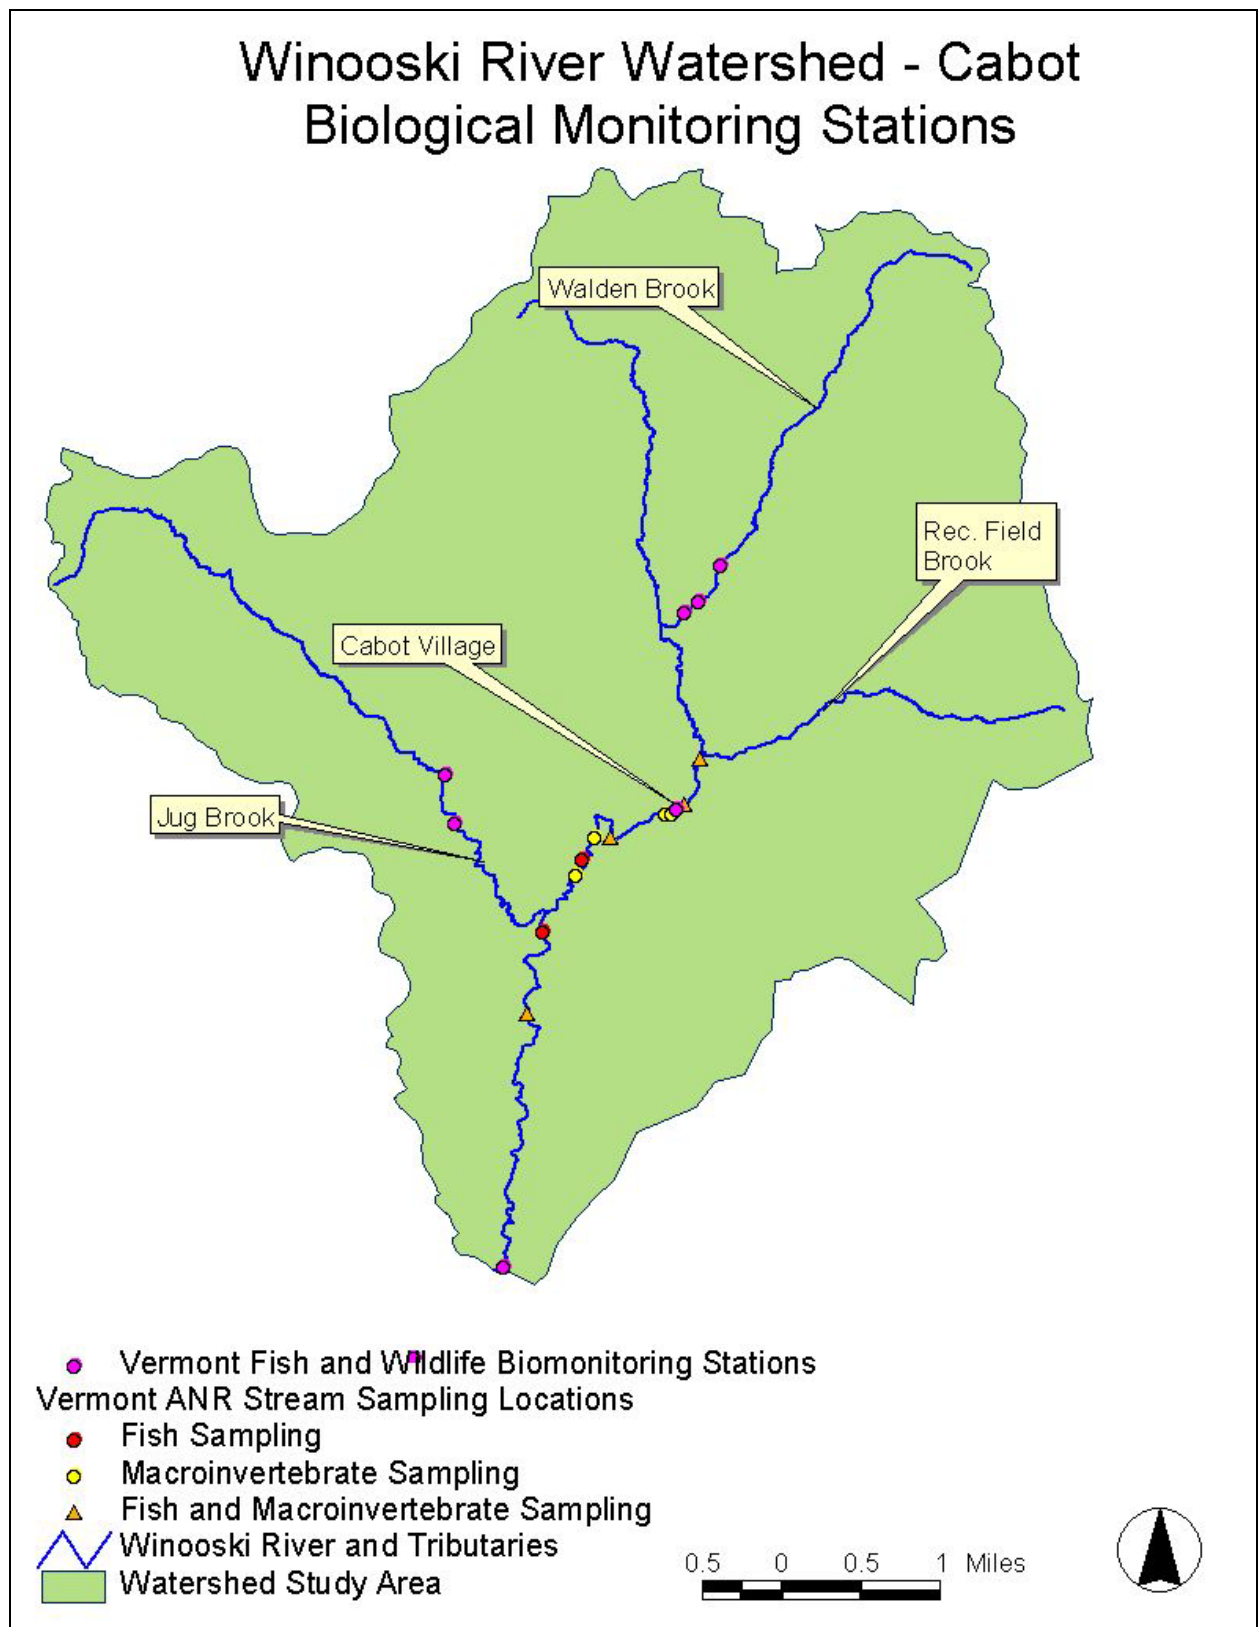 Winooski River Watershed - Cabot
Biological Monitoring Stations
Walden Brook
Rec. Field
Brook
Cabot Village
Jug Brook
Vermont Fish and Wildlife Biomonitoring Stations
Vermont ANR Stream Sampling Locations
Fish Sampling
Macroinvertebrate Sampling
Fish and Macroinvertebrate Sampling
Winooski River and Tributaries
Watershed Study Area
0.5 0 0.5 1 Miles